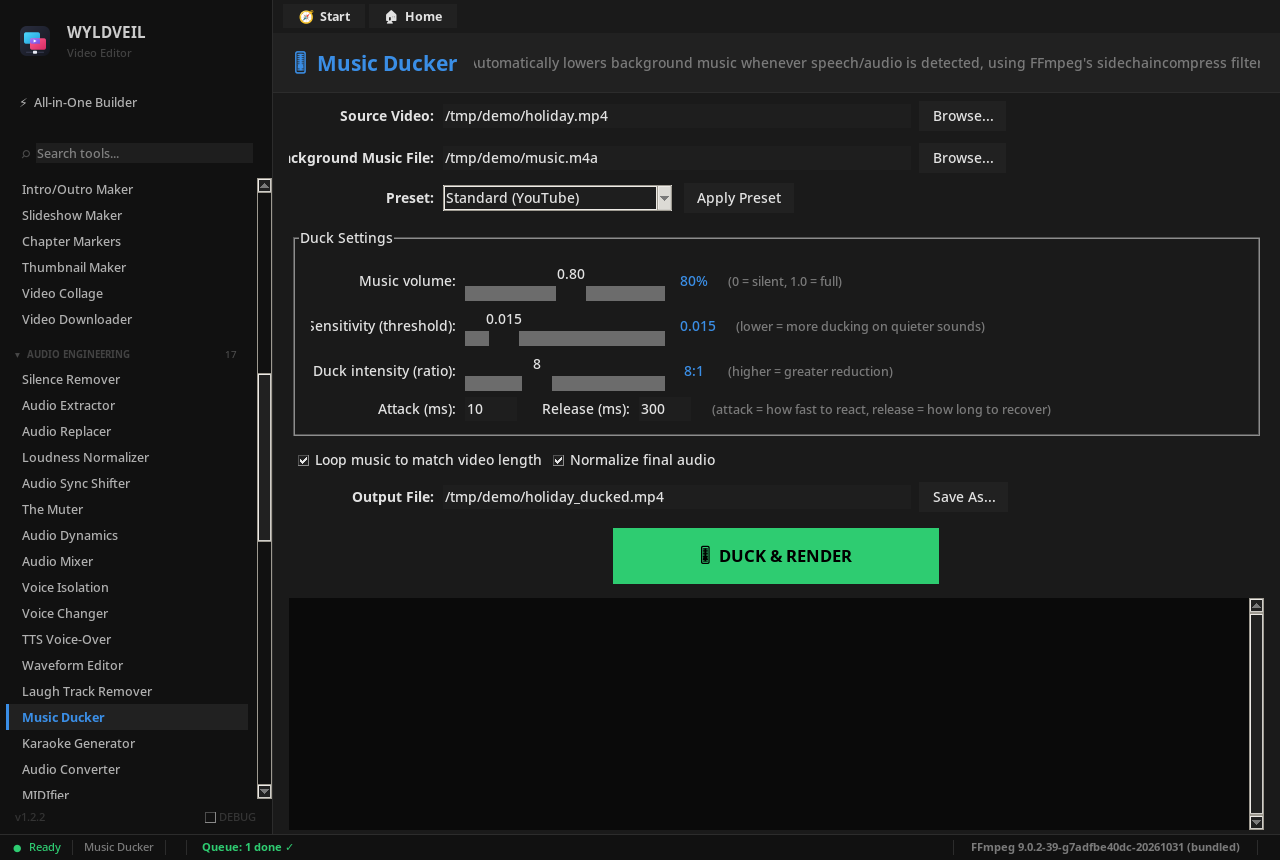 WYLDVEIL
Video Editor
⚡ All-in-One Builder
Search tools...
Intro/Outro Maker
Slideshow Maker
Chapter Markers
Thumbnail Maker
Video Collage
Video Downloader
▾ AUDIO ENGINEERING 17
Silence Remover
Audio Extractor
Audio Replacer
Loudness Normalizer
Audio Sync Shifter
The Muter
Audio Dynamics
Audio Mixer
Voice Isolation
Voice Changer
TTS Voice-Over
Waveform Editor
Laugh Track Remover
Music Ducker
Karaoke Generator
Audio Converter
MIDIfier
v1.2.2 DEBUG
🧭 Start 🏠 Home
Music Ducker utomatically lowers background music whenever speech/audio is detected, using FFmpeg's sidechaincompress filter
Source Video: /tmp/demo/holiday.mp4 Browse...
ackground Music File: /tmp/demo/music.m4a Browse...
Preset: Standard (YouTube) Apply Preset
Duck Settings
0.80
Music volume: 80% (0 = silent, 1.0 = full)
0.015
Sensitivity (threshold): 0.015 (lower = more ducking on quieter sounds)
8
Duck intensity (ratio): 8:1 (higher = greater reduction)
Attack (ms): 10 Release (ms): 300 (attack = how fast to react, release = how long to recover)
Loop music to match video length Normalize final audio
Output File: /tmp/demo/holiday_ducked.mp4 Save As...
DUCK & RENDER
● Ready Music Ducker Queue: 1 done ✓ FFmpeg 9.0.2-39-g7adfbe40dc-20261031 (bundled)